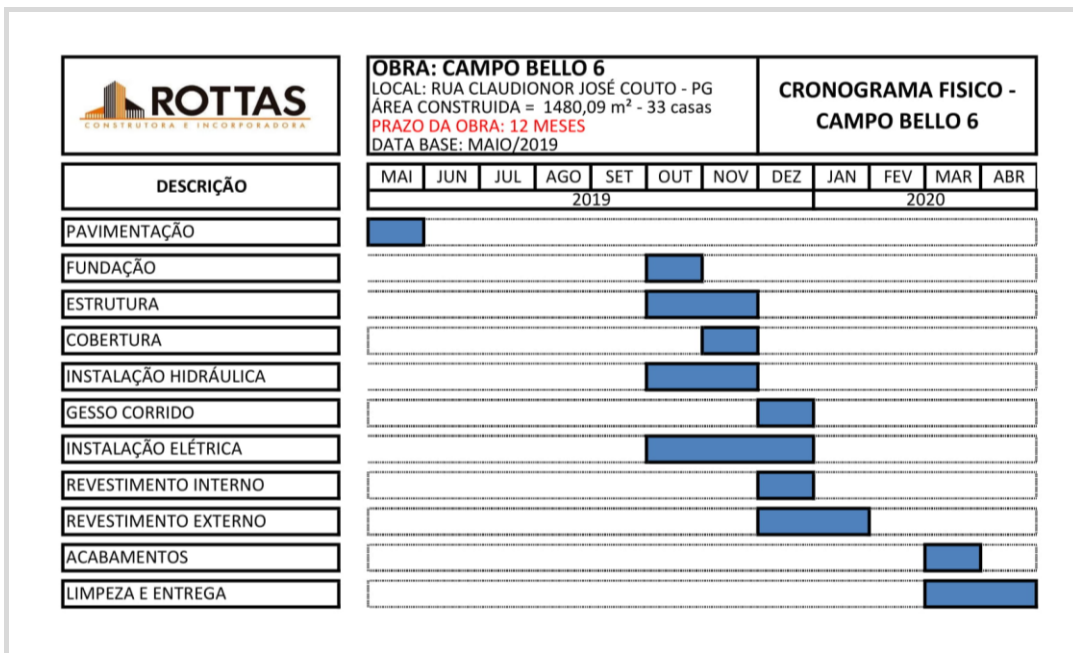 ROTTAS
CONSTRUTORA E INCORPORADORA
OBRA: CAMPO BELLO 6
LOCAL: RUA CLAUDIONOR JOSÉ COUTO - PG
ÁREA CONSTRUIDA = 1480,09 m² - 33 casas
PRAZO DA OBRA: 12 MESES
DATA BASE: MAIO/2019
CRONOGRAMA FISICO -
CAMPO BELLO 6
DESCRIÇÃO
MAI JUN JUL AGO SET OUT NOV DEZ JAN FEV MAR ABR
2019 2020
PAVIMENTAÇÃO
FUNDAÇÃO
ESTRUTURA
COBERTURA
INSTALAÇÃO HIDRÁULICA
GESSO CORRIDO
INSTALAÇÃO ELÉTRICA
REVESTIMENTO INTERNO
REVESTIMENTO EXTERNO
ACABAMENTOS
LIMPEZA E ENTREGA